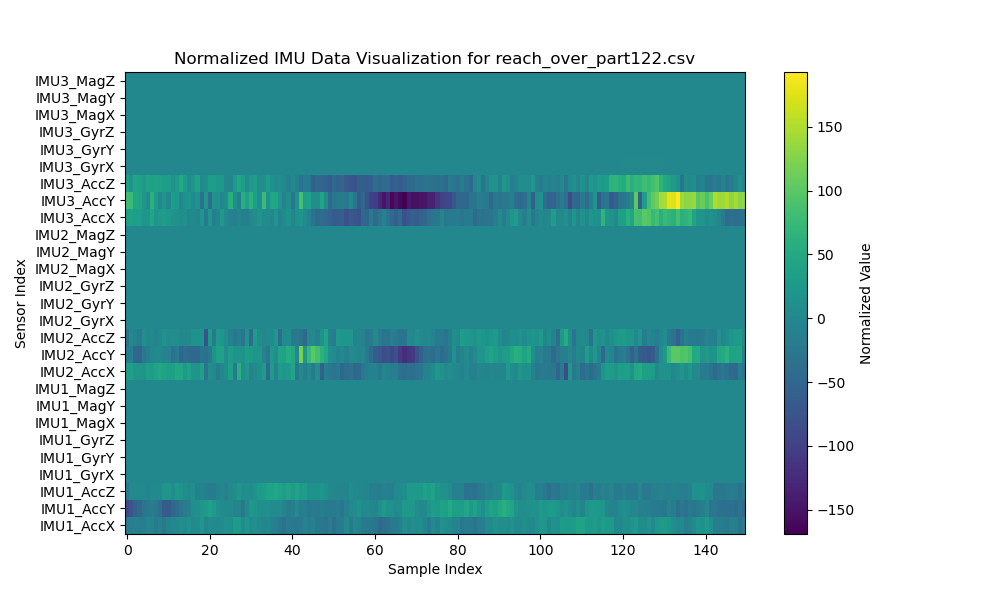 Normalized IMU Data Visualization for reach_over_part122.csv
IMU3_MagZ
IMU3_MagY
IMU3_MagX
IMU3_GyrZ
IMU3_GyrY
IMU3_GyrX
IMU3_AccZ
IMU3_AccY
IMU3_AccX
IMU2_MagZ
IMU2_MagY
IMU2_MagX
IMU2_GyrZ
IMU2_GyrY
IMU2_GyrX
IMU2_AccZ
IMU2_AccY
IMU2_AccX
IMU1_MagZ
IMU1_MagY
IMU1_MagX
IMU1_GyrZ
IMU1_GyrY
IMU1_GyrX
IMU1_AccZ
IMU1_AccY
IMU1_AccX
Sensor Index
0 20 40 60 80 100 120 140
Sample Index
150
100
50
0
−50
−100
−150
Normalized Value